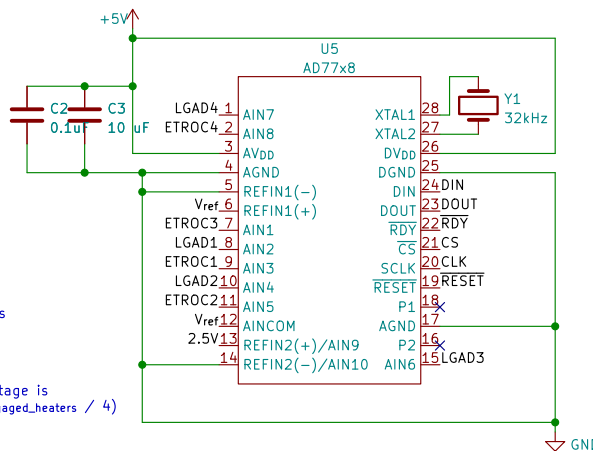 +5V
U5
AD77x8
C2
0.1uF
C3
10 uF
LGAD4 1 AIN7
ETROC4 2 AIN8
3 AVDD
4 AGND
5 REFIN1(-)
Vref 6 REFIN1(+)
ETROC3 7 AIN1
LGAD1 8 AIN2
ETROC1 9 AIN3
LGAD2 10 AIN4
ETROC2 11 AIN5
Vref 12 AINCOM
2.5V 13 REFIN2(+)/AIN9
14 REFIN2(-)/AIN10
XTAL1 28
XTAL2 27
DVDD 26
DGND 25
DIN 24 DIN
DOUT 23 DOUT
RDY 22 RDY
CS 21 CS
SCLK 20 CLK
RESET 19 RESET
P1 18
AGND 17
P2 16
AIN6 15 LGAD3
Y1
32kHz
s
tage is
aged_heaters / 4)
GND